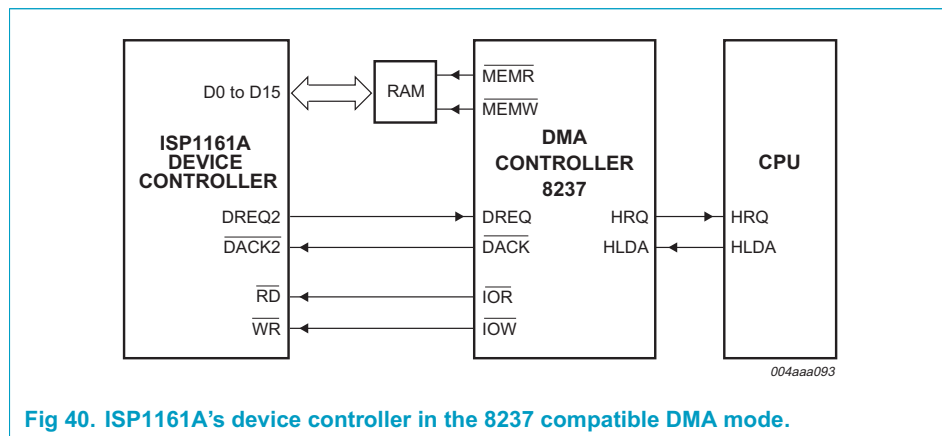 D0 to D15
RAM
MEMR
MEMW
ISP1161A
DEVICE
CONTROLLER
DMA
CONTROLLER
8237
CPU
DREQ2
DREQ
HRQ
HRQ
DACK2
DACK
HLDA
HLDA
RD
IOR
WR
IOW
004aaa093
Fig 40. ISP1161A's device controller in the 8237 compatible DMA mode.